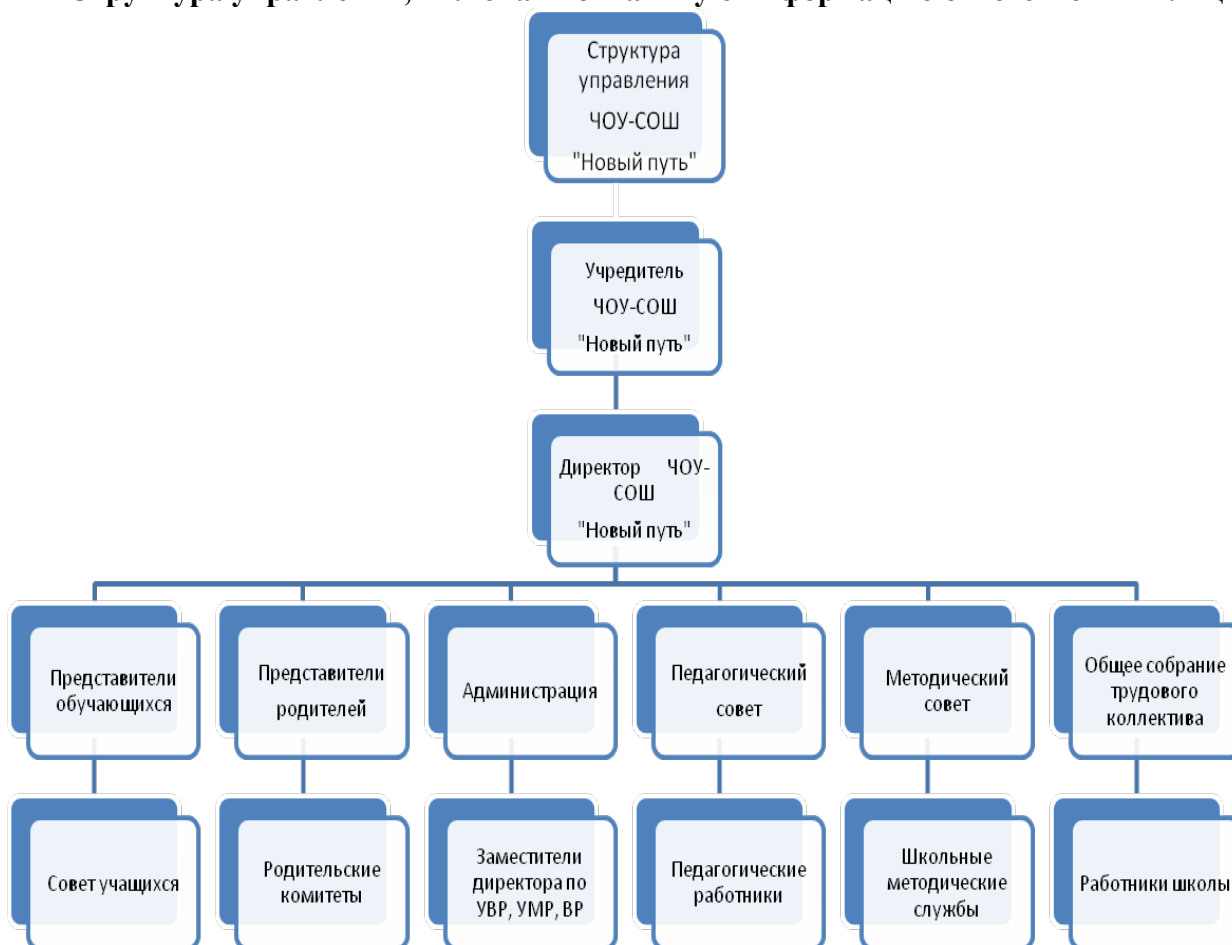 Структура
управления
ЧОУ-СОШ
"Новый путь"
Учредитель
ЧОУ-СОШ
"Новый путь"
Директор ЧОУ-
СОШ
"Новый путь"
Представители
обучающихся
Представители
родителей
Администрация
Педагогический
совет
Методический
совет
Общее собрание
трудового
коллектива
Совет учащихся
Родительские
комитеты
Заместители
директора по
УВР, УМР, ВР
Педагогические
работники
Школьные
методические
службы
Работники школы